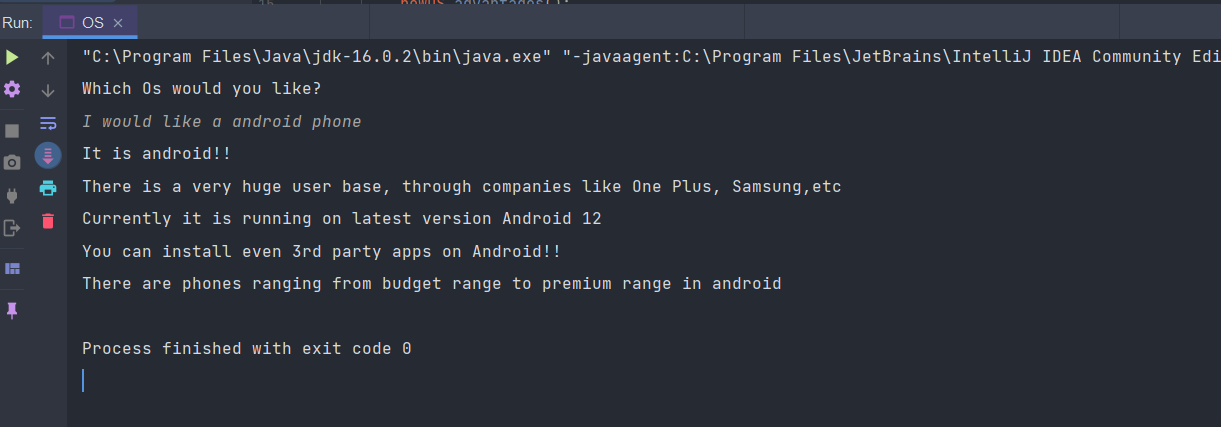 Run:
OS
"C:\Program Files\Java\jdk-16.0.2\bin\java.exe" "-javaagent:C:\Program Files\JetBrains\IntelliJ IDEA Community Edi
Which Os would you like?
I would like a android phone
It is android!!
There is a very huge user base, through companies like One Plus, Samsung,etc
Currently it is running on latest version Android 12
You can install even 3rd party apps on Android!!
There are phones ranging from budget range to premium range in android
Process finished with exit code 0